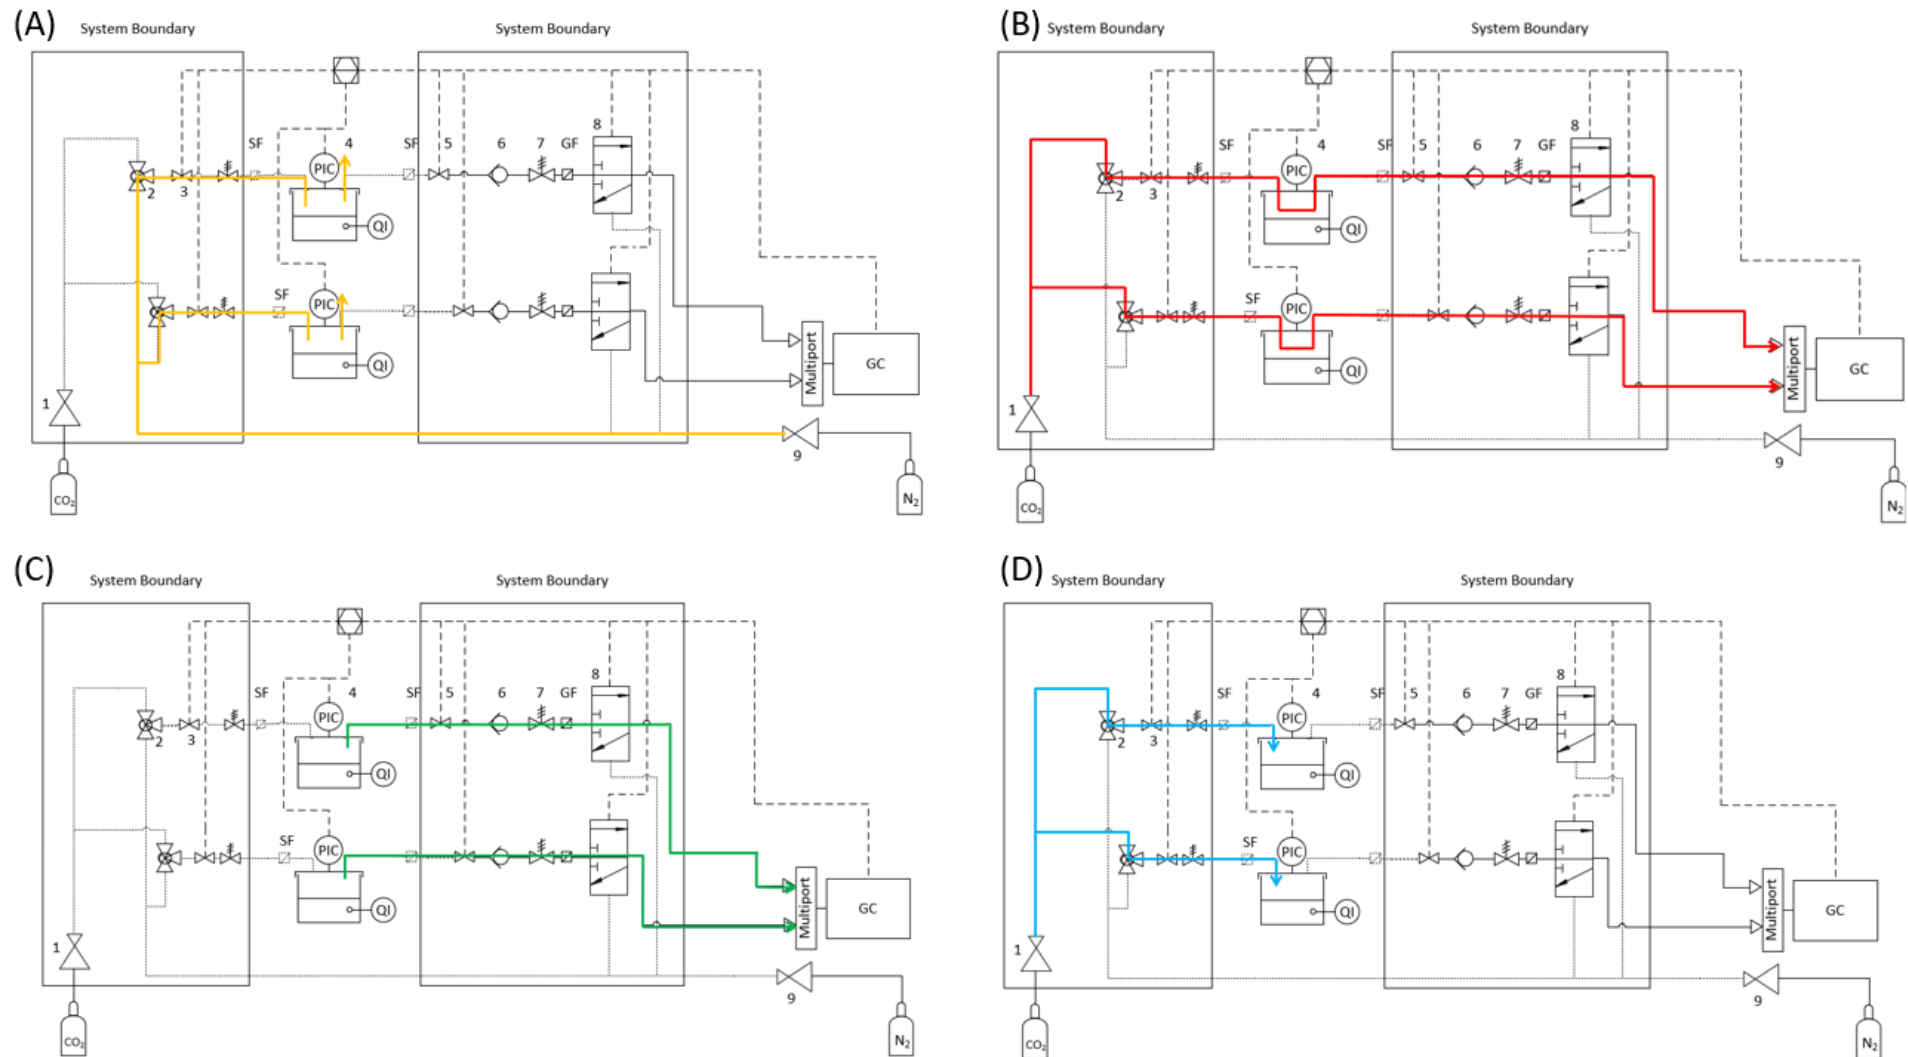 (A)
System Boundary
System Boundary
SF
4
SF
5
6
7
GF
8
PIC
2
3
QI
SF
PIC
QI
1
Multiport
GC
9
CO₂
N₂
(B)
System Boundary
System Boundary
SF
4
SF
5
6
7
GF
8
PIC
2
3
QI
SF
PIC
QI
1
Multiport
GC
9
CO₂
N₂
(C)
System Boundary
System Boundary
SF
4
SF
5
6
7
GF
8
PIC
2
3
QI
SF
PIC
QI
1
Multiport
GC
9
CO₂
N₂
(D)
System Boundary
System Boundary
SF
4
SF
5
6
7
GF
8
PIC
2
3
QI
SF
PIC
QI
1
Multiport
GC
9
CO₂
N₂